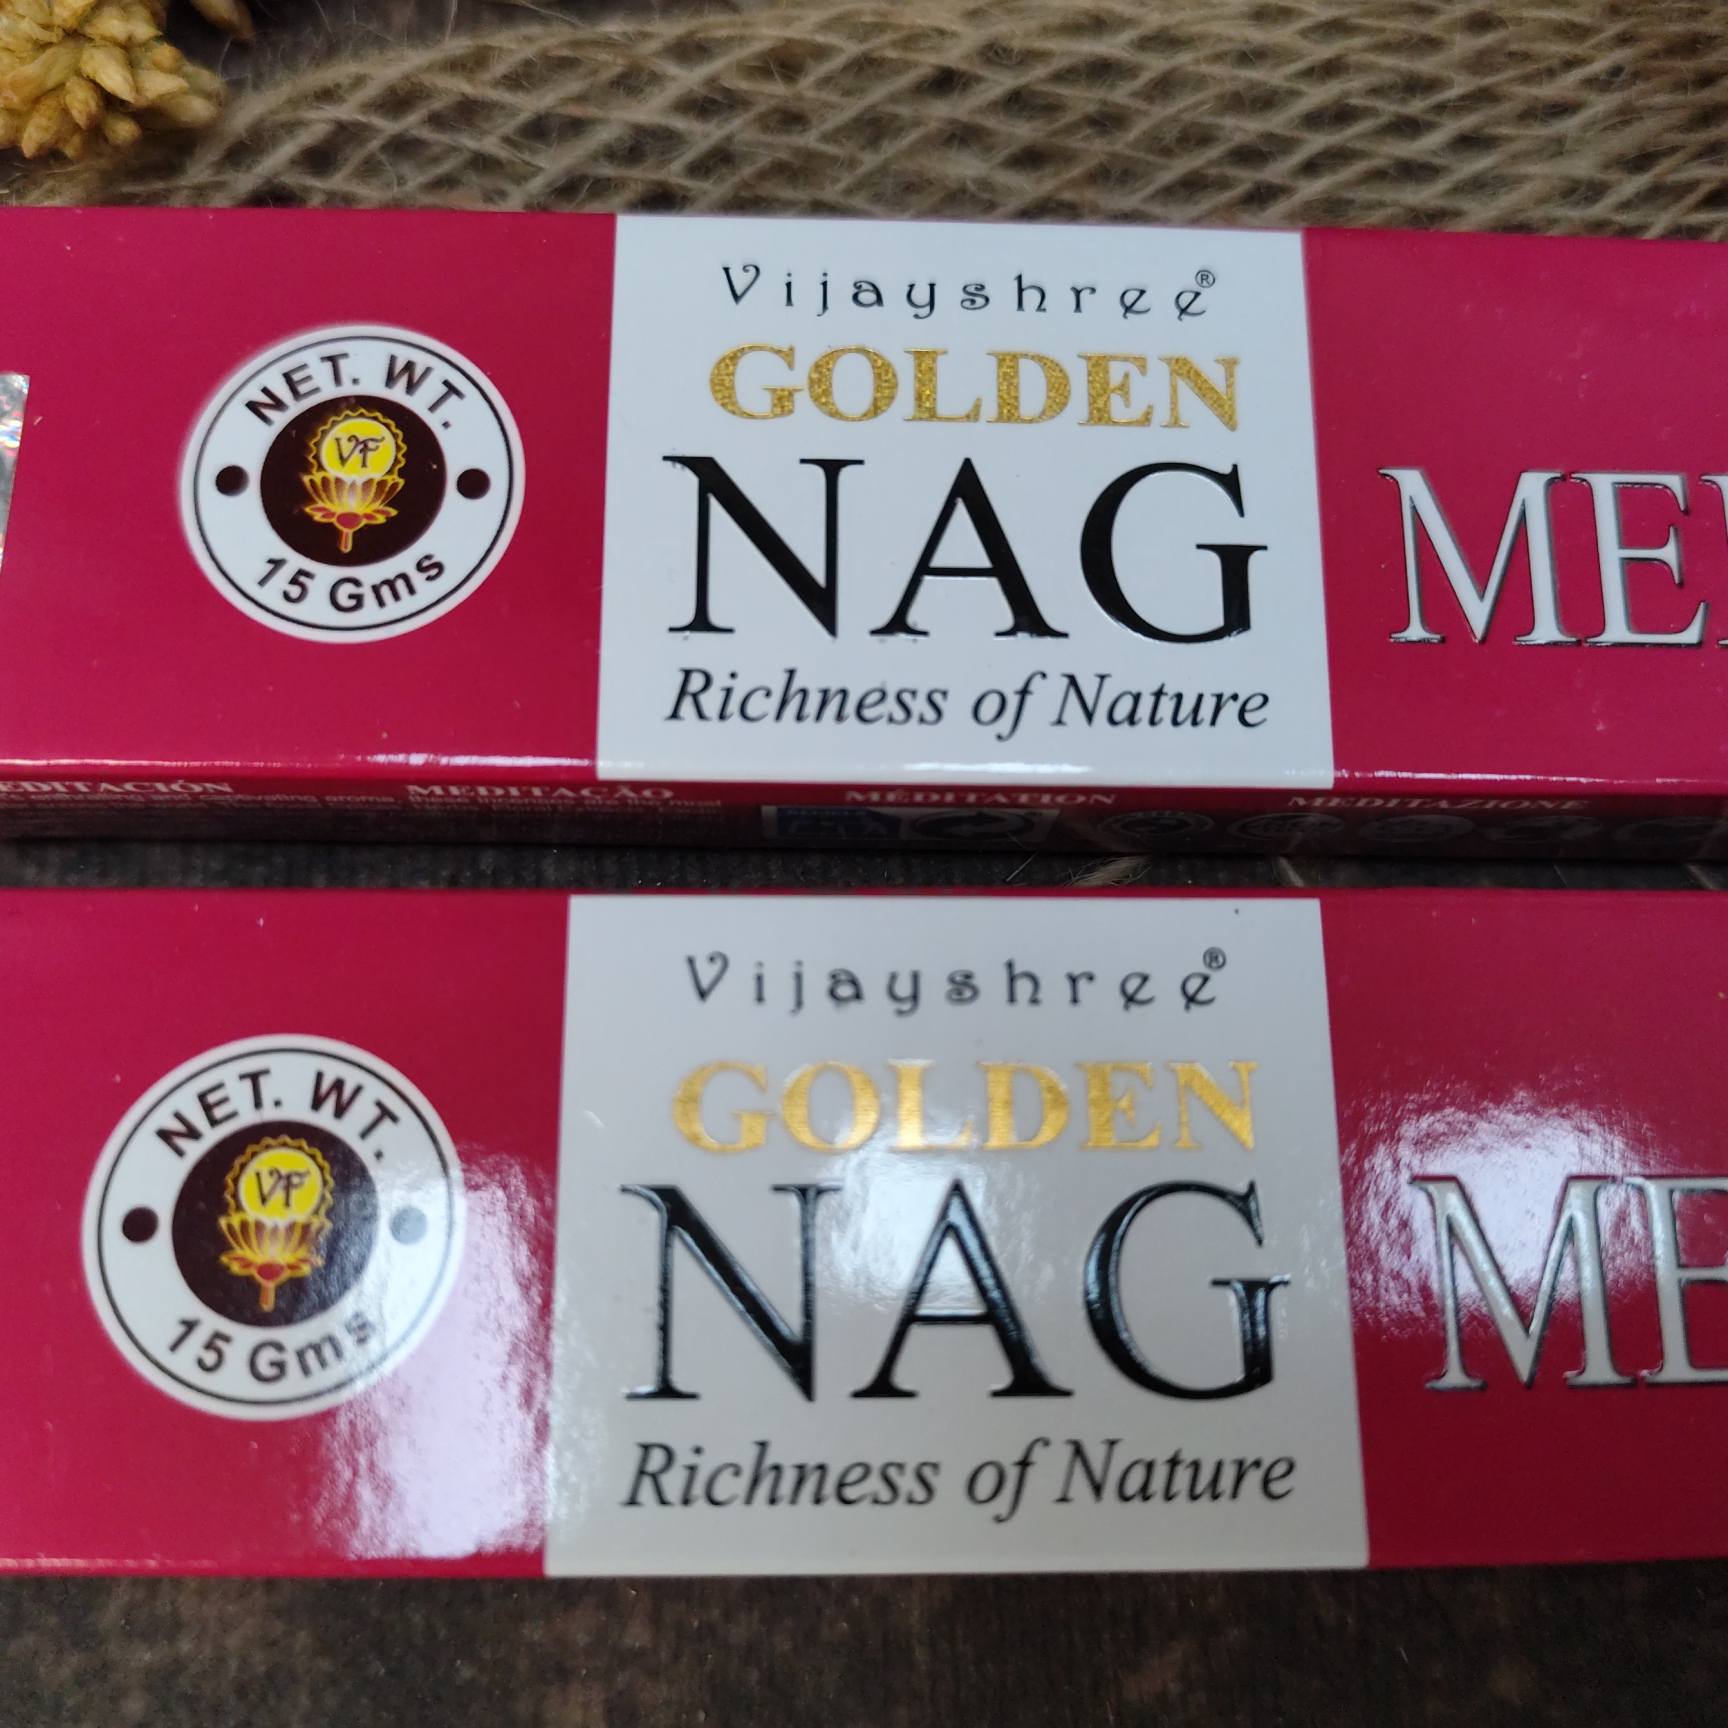 NET. WT.
VF
15 Gms
Vijayshree®
GOLDEN
NAG
Richness of Nature
ME
EDITACIÓN
MEDITAÇÃO
MÉDITATION
MEDITAZIONE
NET. WT.
VF
15 Gms
Vijayshree®
GOLDEN
NAG
Richness of Nature
ME